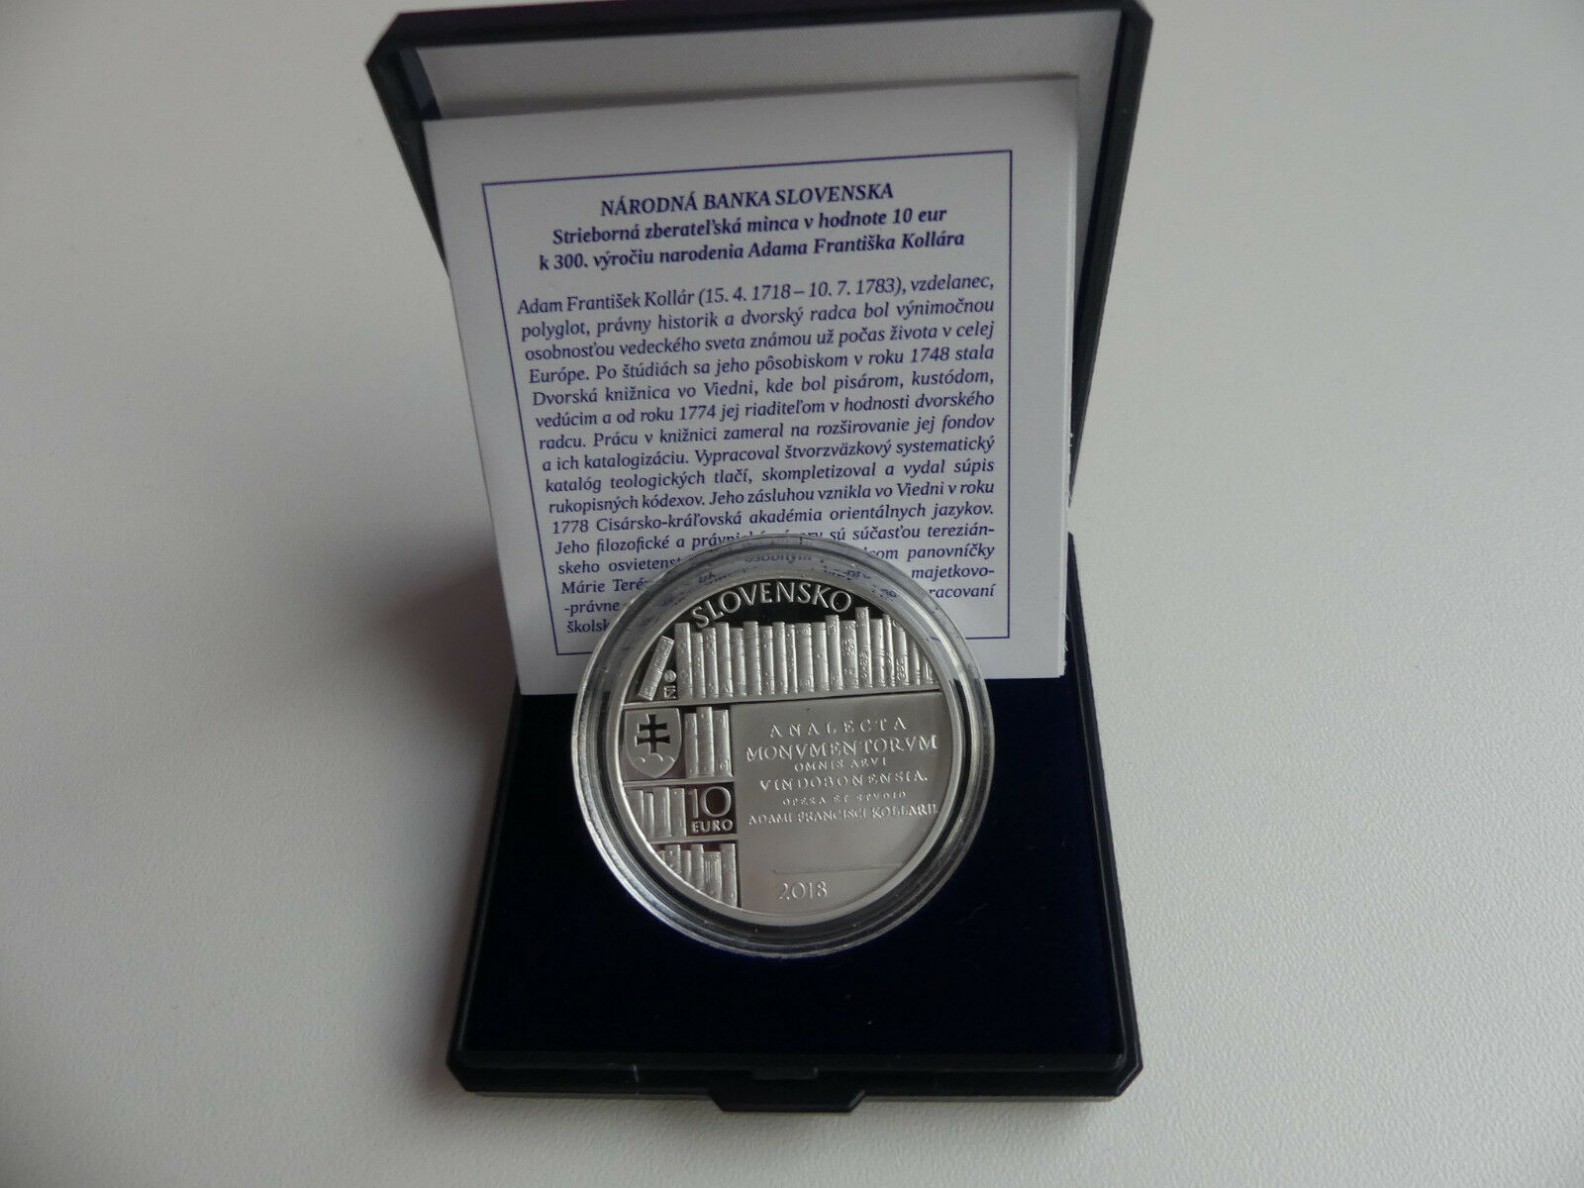 NÁRODNÁ BANKA SLOVENSKA
Strieborná zberateľská minca v hodnote 10 eur
k 300. výročiu narodenia Adama Františka Kollára
Adam František Kollár (15. 4. 1718 – 10. 7. 1783), vzdelanec,
polyglot, právny historik a dvorský radca bol výnimočnou
osobnosťou vedeckého sveta známou už počas života v celej
Európe. Po štúdiách sa jeho pôsobiskom v roku 1748 stala
Dvorská knižnica vo Viedni, kde bol pisárom, kustódom,
vedúcim a od roku 1774 jej riaditeľom v hodnosti dvorského
radcu. Prácu v knižnici zameral na rozširovanie jej fondov
a ich katalogizáciu. Vypracoval štvorzväzkový systematický
katalóg teologických tlačí, skompletizoval a vydal súpis
rukopisných kódexov. Jeho zásluhou vznikla vo Viedni v roku
1778 Cisársko-kráľovská akadémia orientálnych jazykov.
Jeho filozofické a sú súčasťou terezián-
skeho panovníčky
Márie majetkovo-
-právne
SLOVENSKO
ANALECTA
MONVMENTORVM
OMNIS ÆVI
VINDOBONENSIA.
OPERA ET STVDIO
ADAMI FRANCISCI KOLLARII
10
EURO
2018